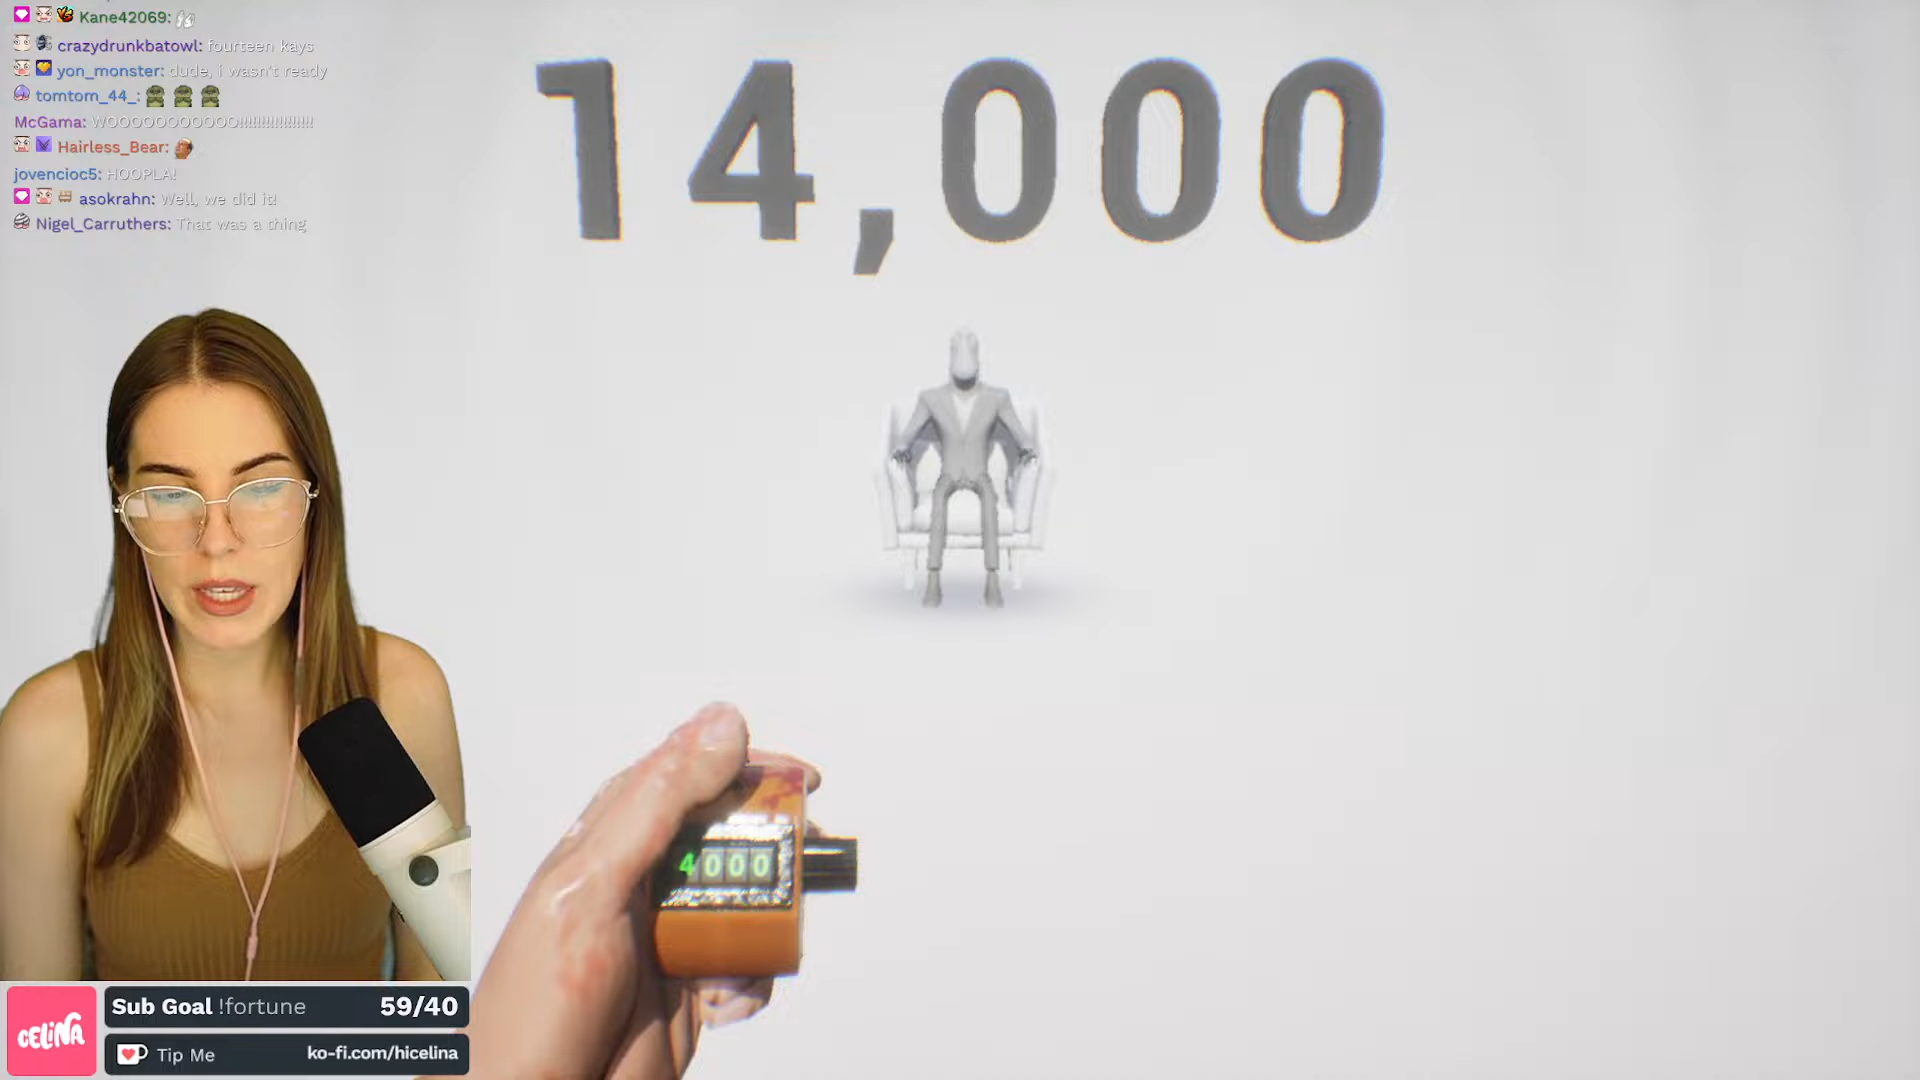 Kane42069:
crazydrunkbatowl: fourteen kays
yon_monster: dude, i wasn't ready
tomtom_44_:
McGama: WOOOOOOOOOOO!!!!!!!!!!!!!!!!
Hairless_Bear:
jovencioc5: HOOPLA!
asokrahn: Well, we did it!
Nigel_Carruthers: That was a thing
14,000
4000
CELINA
Sub Goal !fortune 59/40
Tip Me ko-fi.com/hicelina